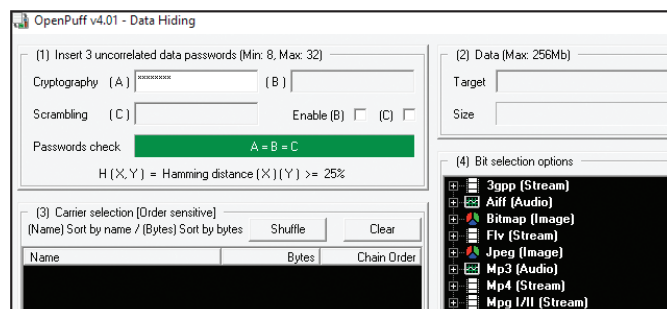 OpenPuff v4.01 - Data Hiding
(1) Insert 3 uncorrelated data passwords (Min: 8, Max: 32)
Cryptography (A) ******** (B)
Scrambling (C) Enable (B) (C)
Passwords check A = B = C
H (X,Y) = Hamming distance (X)(Y) >= 25%
(2) Data (Max: 256Mb)
Target
Size
(3) Carrier selection [Order sensitive]
(Name) Sort by name / (Bytes) Sort by bytes Shuffle Clear
Name Bytes Chain Order
(4) Bit selection options
3gpp (Stream)
Aiff (Audio)
Bitmap (Image)
Flv (Stream)
Jpeg (Image)
Mp3 (Audio)
Mp4 (Stream)
Mpg I/II (Stream)